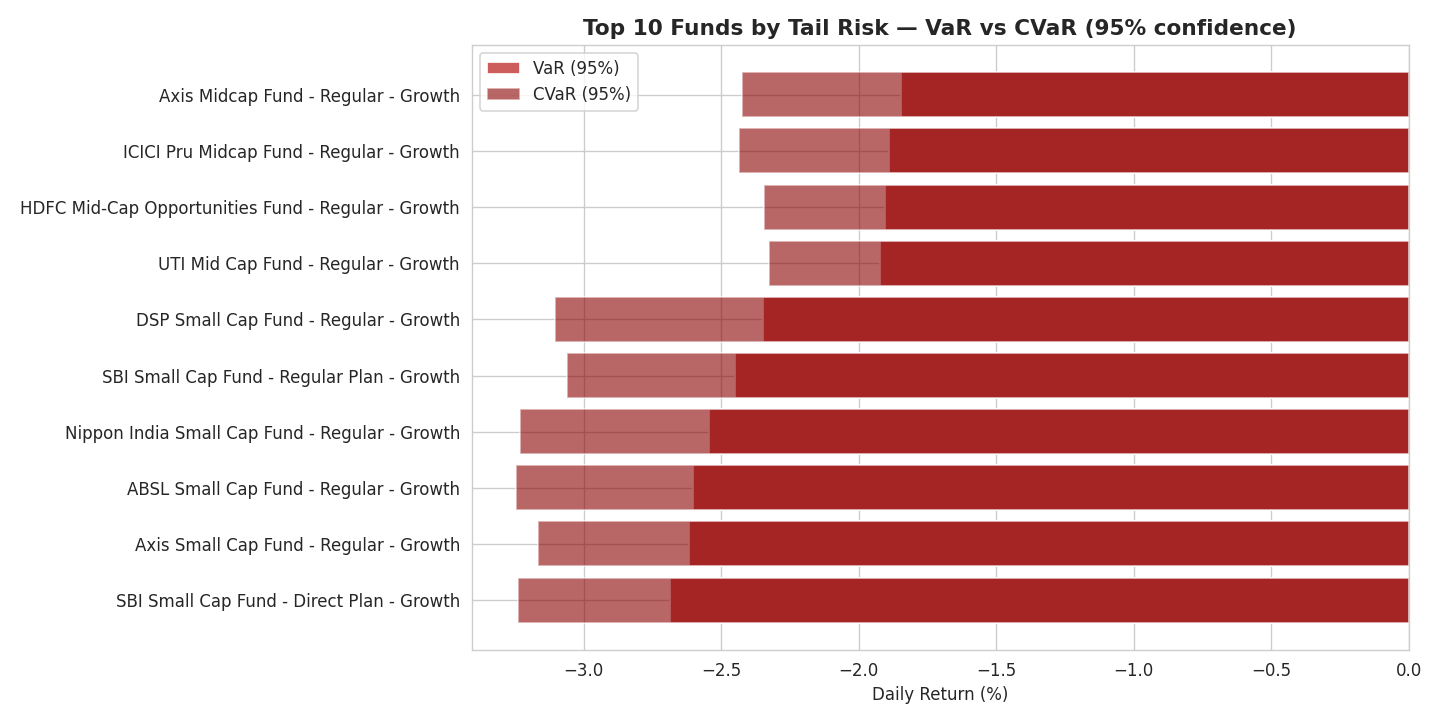 Top 10 Funds by Tail Risk — VaR vs CVaR (95% confidence)
VaR (95%)
CVaR (95%)
Axis Midcap Fund - Regular - Growth
ICICI Pru Midcap Fund - Regular - Growth
HDFC Mid-Cap Opportunities Fund - Regular - Growth
UTI Mid Cap Fund - Regular - Growth
DSP Small Cap Fund - Regular - Growth
SBI Small Cap Fund - Regular Plan - Growth
Nippon India Small Cap Fund - Regular - Growth
ABSL Small Cap Fund - Regular - Growth
Axis Small Cap Fund - Regular - Growth
SBI Small Cap Fund - Direct Plan - Growth
−3.0 −2.5 −2.0 −1.5 −1.0 −0.5 0.0
Daily Return (%)